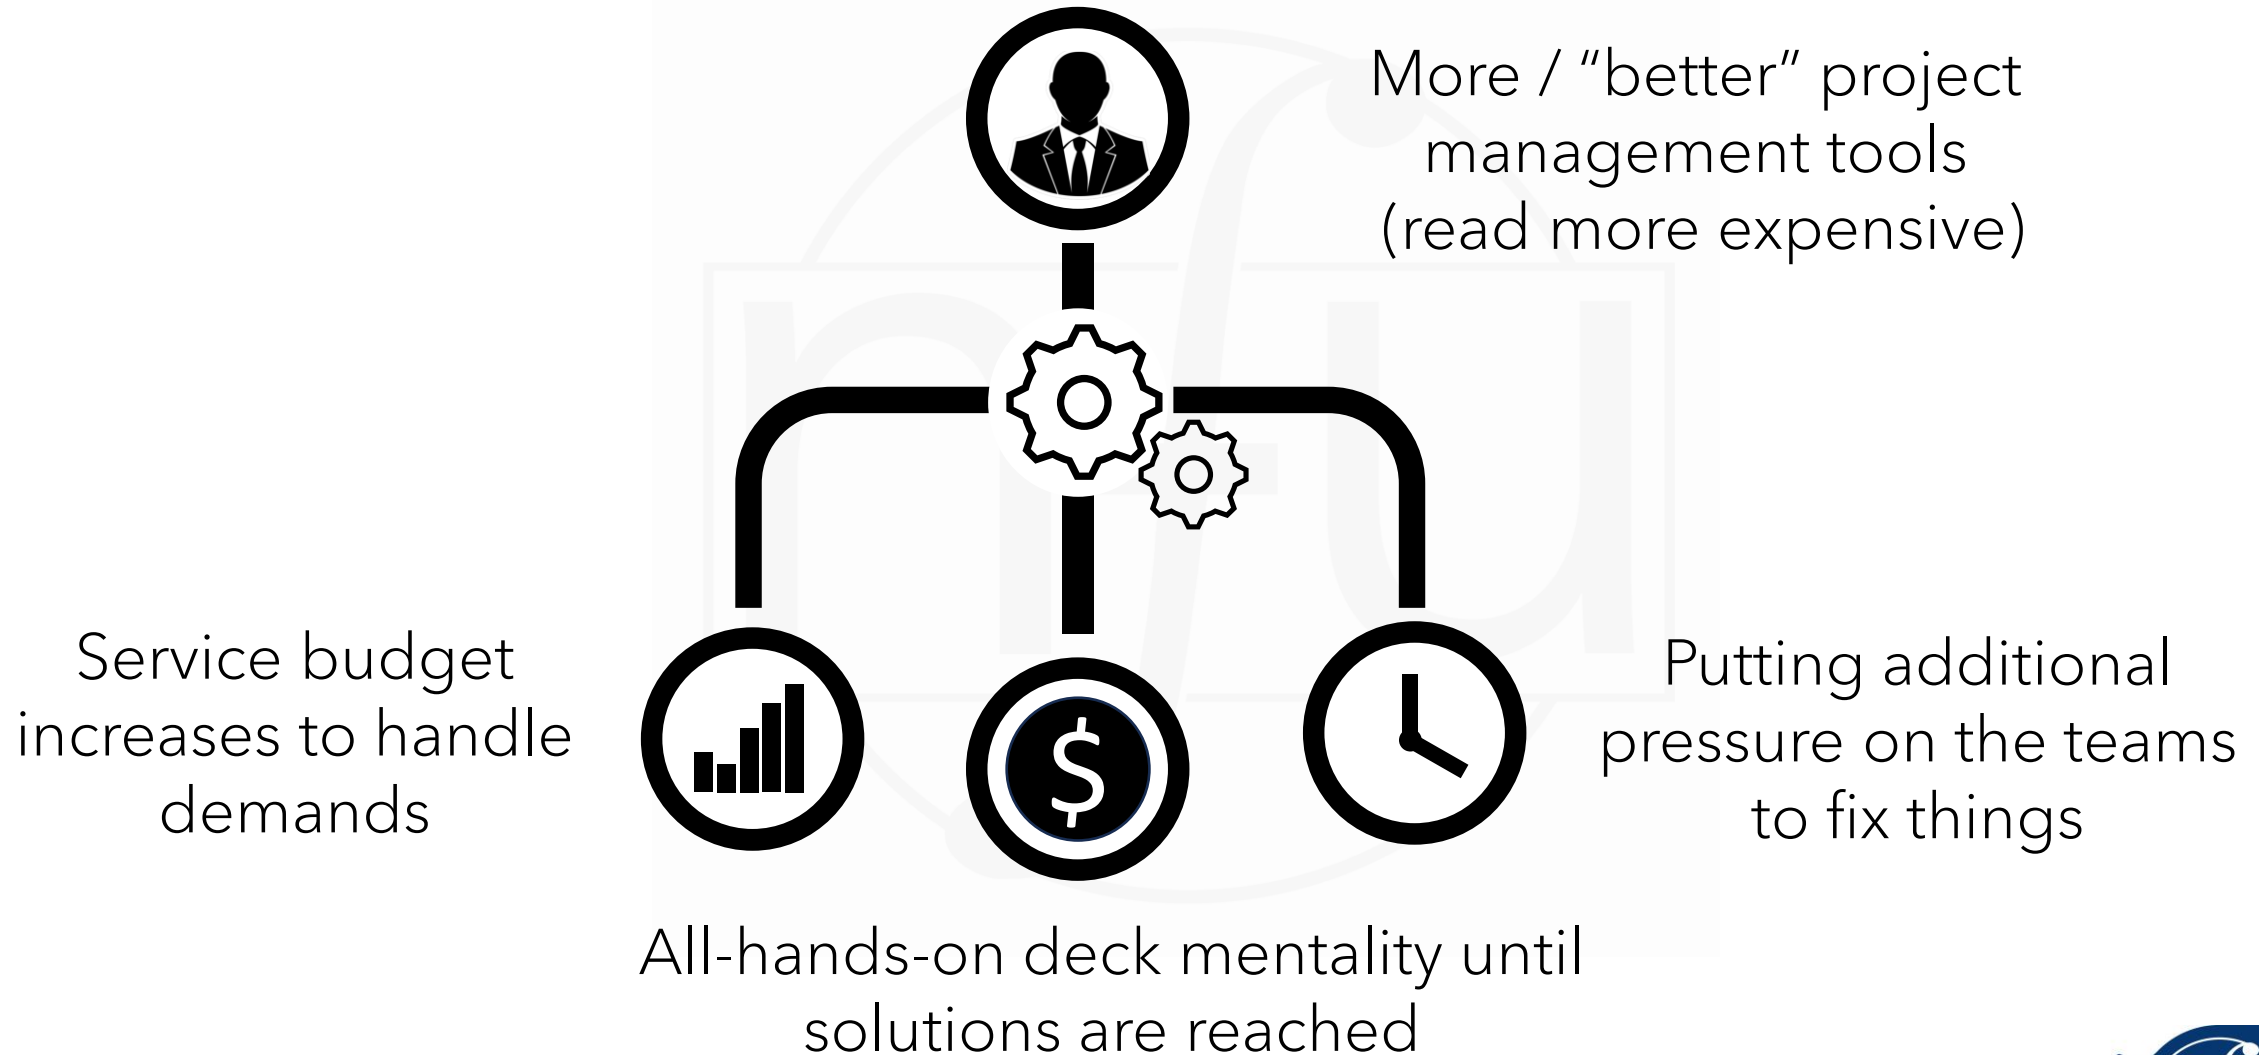 More / “better” project
management tools
(read more expensive)
Service budget
increases to handle
demands
$
Putting additional
pressure on the teams
to fix things
All-hands-on deck mentality until
solutions are reached
nfu